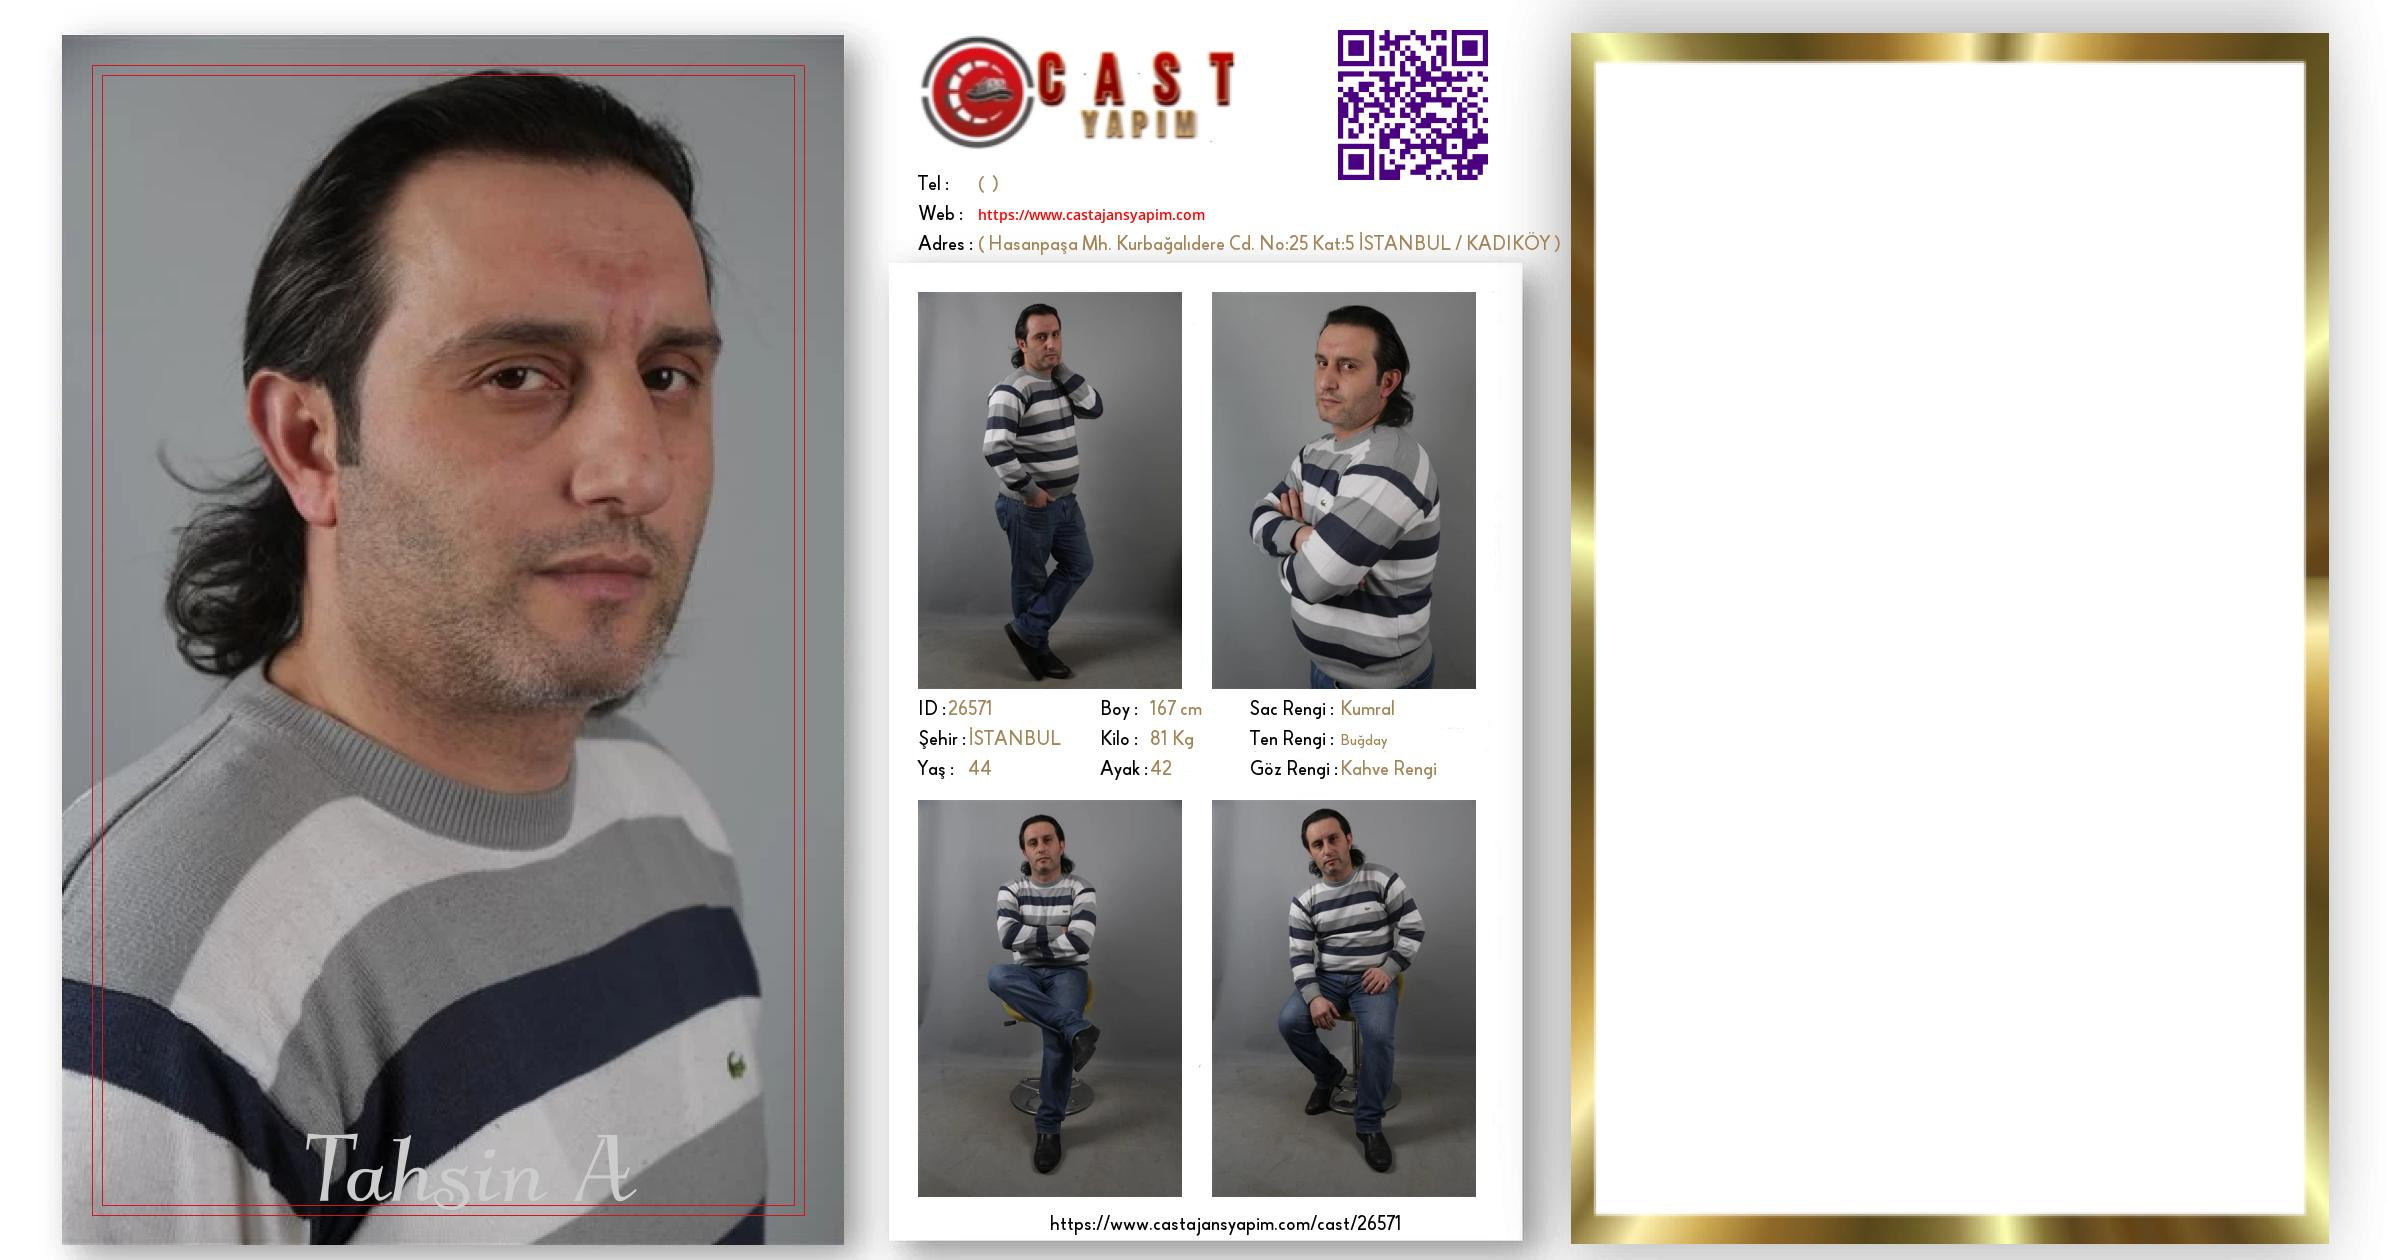 Tahsin A
CAST
YAPIM
Tel : ( )
Web : https://www.castajansyapim.com
Adres : ( Hasanpaşa Mh. Kurbağalıdere Cd. No:25 Kat:5 İSTANBUL / KADIKÖY )
ID : 26571 Boy : 167 cm Sac Rengi : Kumral
Şehir : İSTANBUL Kilo : 81 Kg Ten Rengi : Buğday
Yaş : 44 Ayak : 42 Göz Rengi : Kahve Rengi
https://www.castajansyapim.com/cast/26571